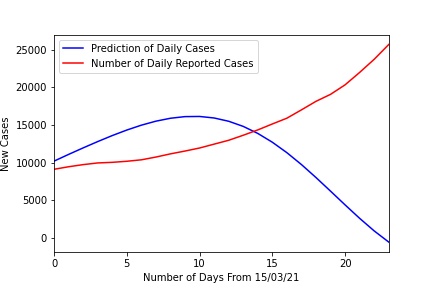 Prediction of Daily Cases
Number of Daily Reported Cases
New Cases
25000
20000
15000
10000
5000
0
0 5 10 15 20
Number of Days From 15/03/21